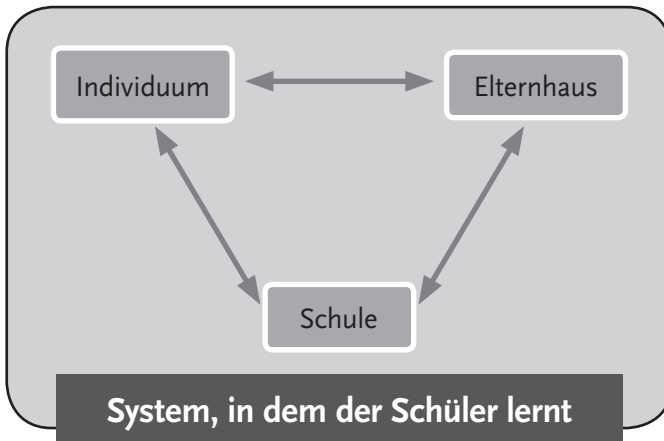 Individuum
Elternhaus
Schule
System, in dem der Schüler lernt